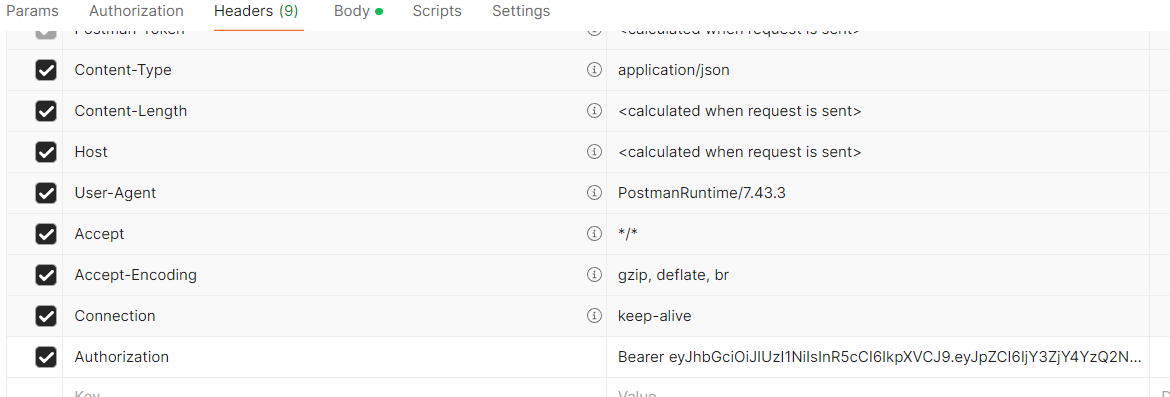 Params Authorization Headers (9) Body Scripts Settings
Postman-Token <calculated when request is sent>
Content-Type application/json
Content-Length <calculated when request is sent>
Host <calculated when request is sent>
User-Agent PostmanRuntime/7.43.3
Accept */*
Accept-Encoding gzip, deflate, br
Connection keep-alive
Authorization Bearer eyJhbGciOiJIUzI1NiIsInR5cCI6IkpXVCJ9.eyJpZCI6IjY3ZjY4YzQ2N...
Key Value D